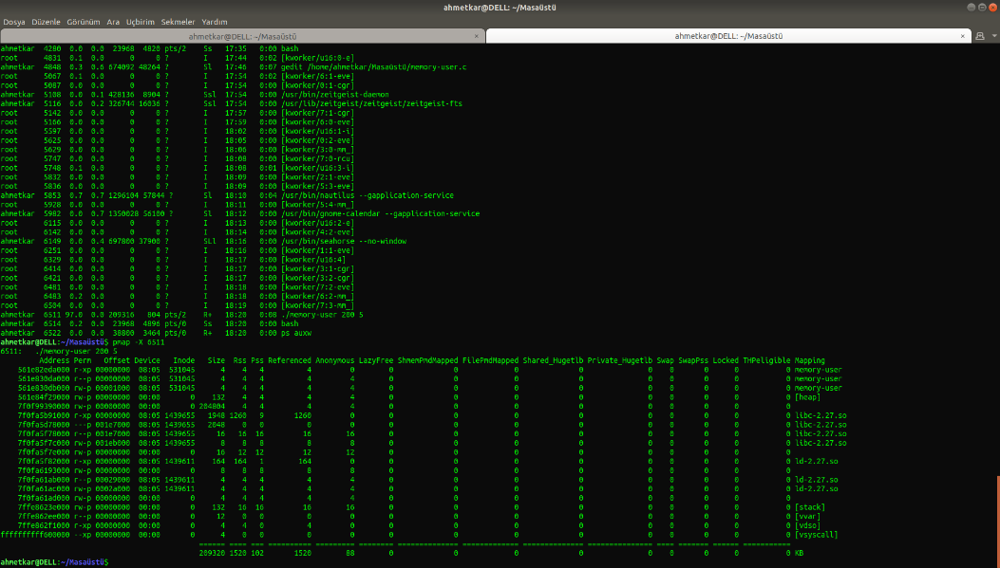 ahmetkar@DELL: ~/Masaüstü
Dosya Düzenle Görünüm Ara Uçbirim Sekmeler Yardım
ahmetkar@DELL: ~/Masaüstü × ahmetkar@DELL: ~/Masaüstü ×
ahmetkar 4280 0.0 0.0 23968 4820 pts/2 Ss 17:35 0:00 bash
root 4831 0.1 0.0 0 0 ? I 17:44 0:02 [kworker/u16:0-e]
ahmetkar 4848 0.3 0.6 674092 48264 ? Sl 17:46 0:07 gedit /home/ahmetkar/Masaüstü/memory-user.c
root 5067 0.1 0.0 0 0 ? I 17:54 0:02 [kworker/6:1-eve]
root 5087 0.0 0.0 0 0 ? I 17:54 0:00 [kworker/0:1-cgr]
ahmetkar 5108 0.0 0.1 428136 8904 ? Ssl 17:54 0:00 /usr/bin/zeitgeist-daemon
ahmetkar 5116 0.0 0.2 326744 16036 ? Ssl 17:54 0:00 /usr/lib/zeitgeist/zeitgeist/zeitgeist-fts
root 5142 0.0 0.0 0 0 ? I 17:57 0:00 [kworker/7:1-cgr]
root 5166 0.0 0.0 0 0 ? I 17:59 0:00 [kworker/6:0-eve]
root 5597 0.0 0.0 0 0 ? I 18:02 0:00 [kworker/u16:1-i]
root 5625 0.0 0.0 0 0 ? I 18:05 0:00 [kworker/0:2-eve]
root 5629 0.0 0.0 0 0 ? I 18:06 0:00 [kworker/3:0-mm_]
root 5747 0.0 0.0 0 0 ? I 18:08 0:00 [kworker/7:0-rcu]
root 5748 0.1 0.0 0 0 ? I 18:08 0:01 [kworker/u16:3-i]
root 5832 0.0 0.0 0 0 ? I 18:09 0:00 [kworker/2:1-eve]
root 5836 0.0 0.0 0 0 ? I 18:09 0:00 [kworker/5:3-eve]
ahmetkar 5853 0.7 0.7 1296104 57844 ? Sl 18:10 0:04 /usr/bin/nautilus --gapplication-service
root 5928 0.0 0.0 0 0 ? I 18:11 0:00 [kworker/5:4-mm_]
ahmetkar 5982 0.0 0.7 1350028 56100 ? Sl 18:12 0:00 /usr/bin/gnome-calendar --gapplication-service
root 6115 0.0 0.0 0 0 ? I 18:13 0:00 [kworker/u16:2-e]
root 6142 0.0 0.0 0 0 ? I 18:14 0:00 [kworker/4:2-eve]
ahmetkar 6149 0.0 0.4 697800 37900 ? SLl 18:16 0:00 /usr/bin/seahorse --no-window
root 6251 0.0 0.0 0 0 ? I 18:16 0:00 [kworker/1:1-eve]
root 6329 0.0 0.0 0 0 ? I 18:17 0:00 [kworker/u16:4]
root 6414 0.0 0.0 0 0 ? I 18:17 0:00 [kworker/3:1-cgr]
root 6421 0.0 0.0 0 0 ? I 18:17 0:00 [kworker/3:2-cgr]
root 6481 0.0 0.0 0 0 ? I 18:18 0:00 [kworker/7:2-eve]
root 6483 0.2 0.0 0 0 ? I 18:18 0:00 [kworker/6:2-mm_]
root 6504 0.0 0.0 0 0 ? I 18:19 0:00 [kworker/7:3-mm_]
ahmetkar 6511 97.0 0.0 209316 804 pts/2 R+ 18:20 0:08 ./memory-user 200 S
ahmetkar 6514 0.2 0.0 23968 4896 pts/0 Ss 18:20 0:00 bash
ahmetkar 6522 0.0 0.0 38800 3464 pts/0 R+ 18:20 0:00 ps auxw
ahmetkar@DELL:~/Masaüstü$ pmap -X 6511
6511: ./memory-user 200 S
Address Perm Offset Device Inode Size Rss Pss Referenced Anonymous LazyFree ShmemPmdMapped FilePmdMapped Shared_Hugetlb Private_Hugetlb Swap SwapPss Locked THPeligible Mapping
561e82eda000 r-xp 00000000 08:05 531045 4 4 4 4 0 0 0 0 0 0 0 0 0 0 memory-user
561e830da000 r--p 00000000 08:05 531045 4 4 4 4 4 0 0 0 0 0 0 0 0 0 memory-user
561e830db000 rw-p 00001000 08:05 531045 4 4 4 4 4 0 0 0 0 0 0 0 0 0 memory-user
561e84f29000 rw-p 00000000 00:00 0 132 4 4 4 4 0 0 0 0 0 0 0 0 0 [heap]
7f0f99390000 rw-p 00000000 00:00 0 204804 4 4 4 4 0 0 0 0 0 0 0 0 0
7f0fa5b91000 r-xp 00000000 08:05 1439655 1948 1260 9 1260 0 0 0 0 0 0 0 0 0 0 libc-2.27.so
7f0fa5d78000 ---p 001e7000 08:05 1439655 2048 0 0 0 0 0 0 0 0 0 0 0 0 0 libc-2.27.so
7f0fa5f78000 r--p 001e7000 08:05 1439655 16 16 16 16 16 0 0 0 0 0 0 0 0 0 libc-2.27.so
7f0fa5f7c000 rw-p 001eb000 08:05 1439655 8 8 8 8 8 0 0 0 0 0 0 0 0 0 libc-2.27.so
7f0fa5f7e000 rw-p 00000000 00:00 0 16 12 12 12 12 0 0 0 0 0 0 0 0 0
7f0fa5f82000 r-xp 00000000 08:05 1439611 164 164 1 164 0 0 0 0 0 0 0 0 0 0 ld-2.27.so
7f0fa6193000 rw-p 00000000 00:00 0 8 8 8 8 8 0 0 0 0 0 0 0 0 0
7f0fa61ab000 r--p 00029000 08:05 1439611 4 4 4 4 4 0 0 0 0 0 0 0 0 0 ld-2.27.so
7f0fa61ac000 rw-p 0002a000 08:05 1439611 4 4 4 4 4 0 0 0 0 0 0 0 0 0 ld-2.27.so
7f0fa61ad000 rw-p 00000000 00:00 0 4 4 4 4 4 0 0 0 0 0 0 0 0 0
7ffe8623e000 rw-p 00000000 00:00 0 132 16 16 16 16 0 0 0 0 0 0 0 0 0 [stack]
7ffe862ee000 r--p 00000000 00:00 0 12 0 0 0 0 0 0 0 0 0 0 0 0 0 [vvar]
7ffe862f1000 r-xp 00000000 00:00 0 4 4 0 4 0 0 0 0 0 0 0 0 0 0 [vdso]
ffffffffff600000 --xp 00000000 00:00 0 4 0 0 0 0 0 0 0 0 0 0 0 0 0 [vsyscall]
====== ==== === ========== ========= ======== ============== ============= ============== =============== ==== ======= ====== ===========
209320 1520 102 1520 88 0 0 0 0 0 0 0 0 0 KB
ahmetkar@DELL:~/Masaüstü$